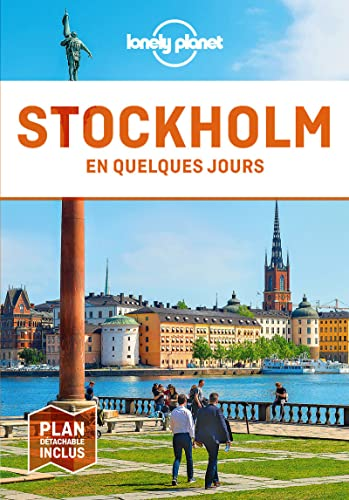 lonely planet
STOCKHOLM
EN QUELQUES JOURS
PLAN
DÉTACHABLE
INCLUS